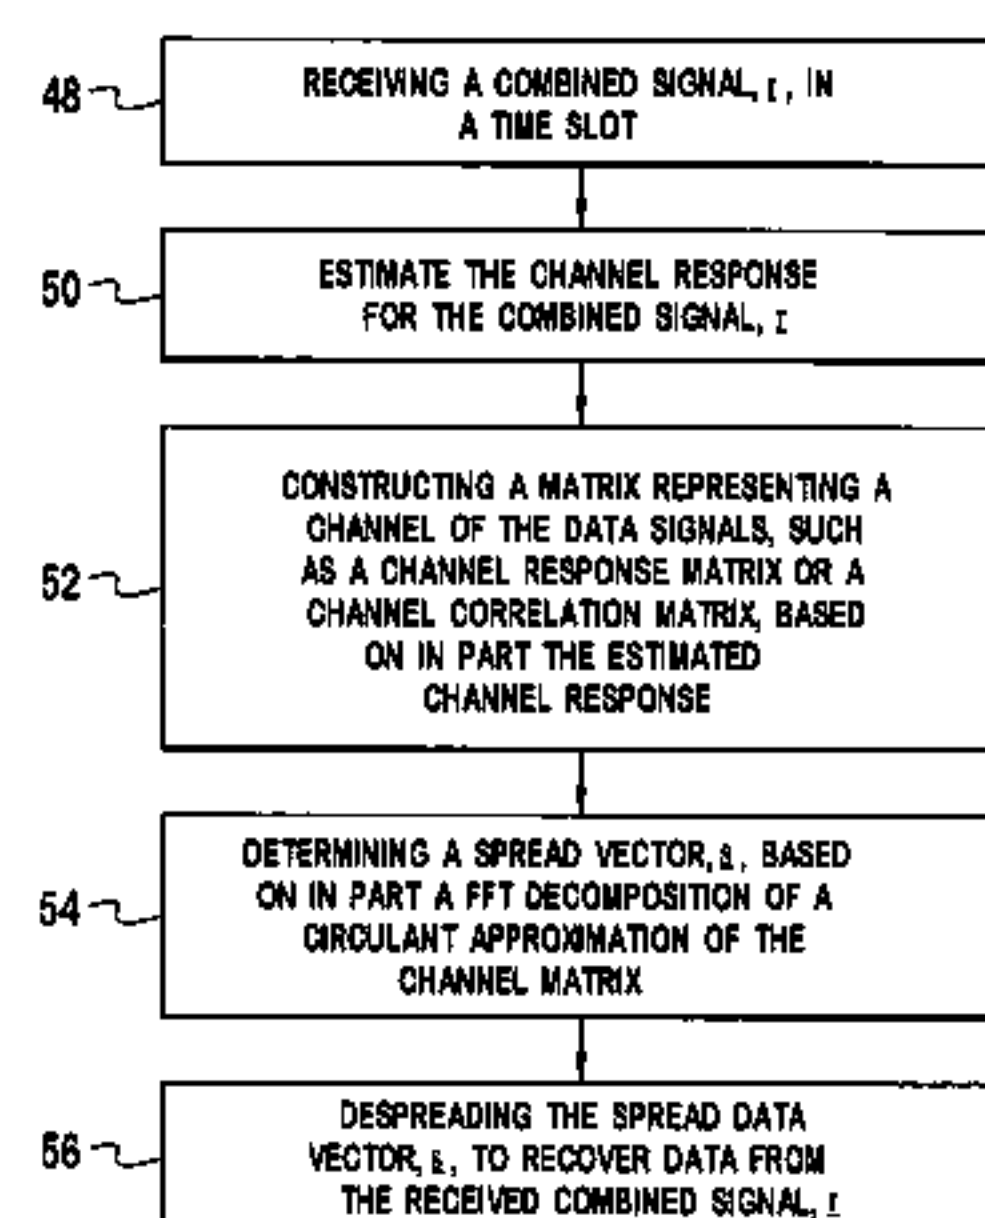 48
RECEIVING A COMBINED SIGNAL, r, IN
A TIME SLOT
50
ESTIMATE THE CHANNEL RESPONSE
FOR THE COMBINED SIGNAL, r
52
CONSTRUCTING A MATRIX REPRESENTING A
CHANNEL OF THE DATA SIGNALS, SUCH
AS A CHANNEL RESPONSE MATRIX OR A
CHANNEL CORRELATION MATRIX, BASED
ON IN PART THE ESTIMATED
CHANNEL RESPONSE
54
DETERMINING A SPREAD VECTOR, s, BASED
ON IN PART A FFT DECOMPOSITION OF A
CIRCULANT APPROXIMATION OF THE
CHANNEL MATRIX
56
DESPREADING THE SPREAD DATA
VECTOR, s, TO RECOVER DATA FROM
THE RECEIVED COMBINED SIGNAL, r